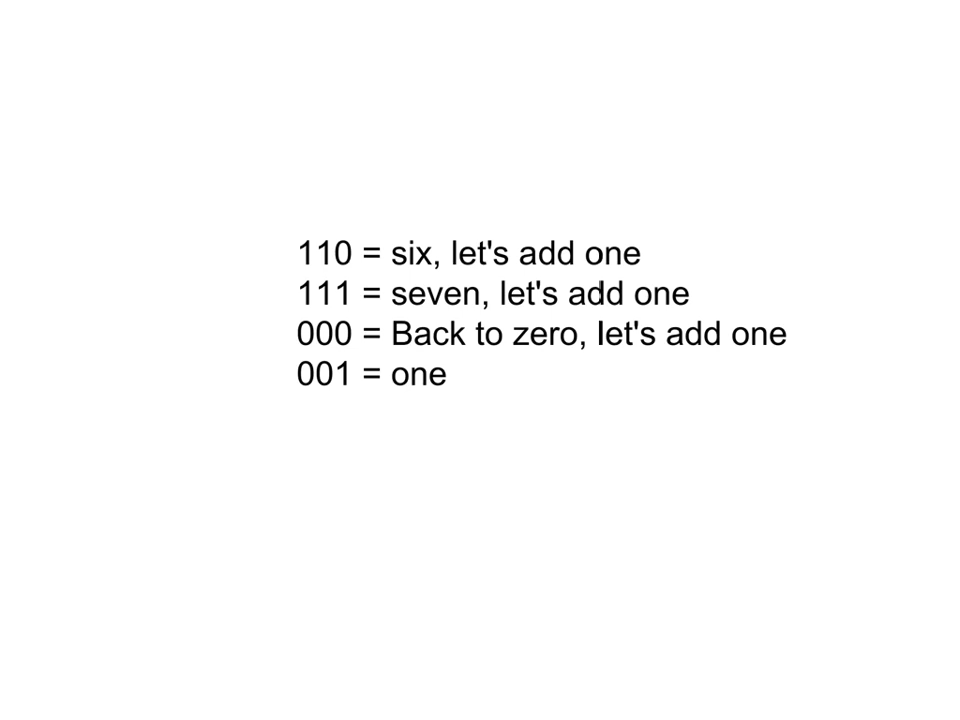 110 = six, let's add one
111 = seven, let's add one
000 = Back to zero, let's add one
001 = one